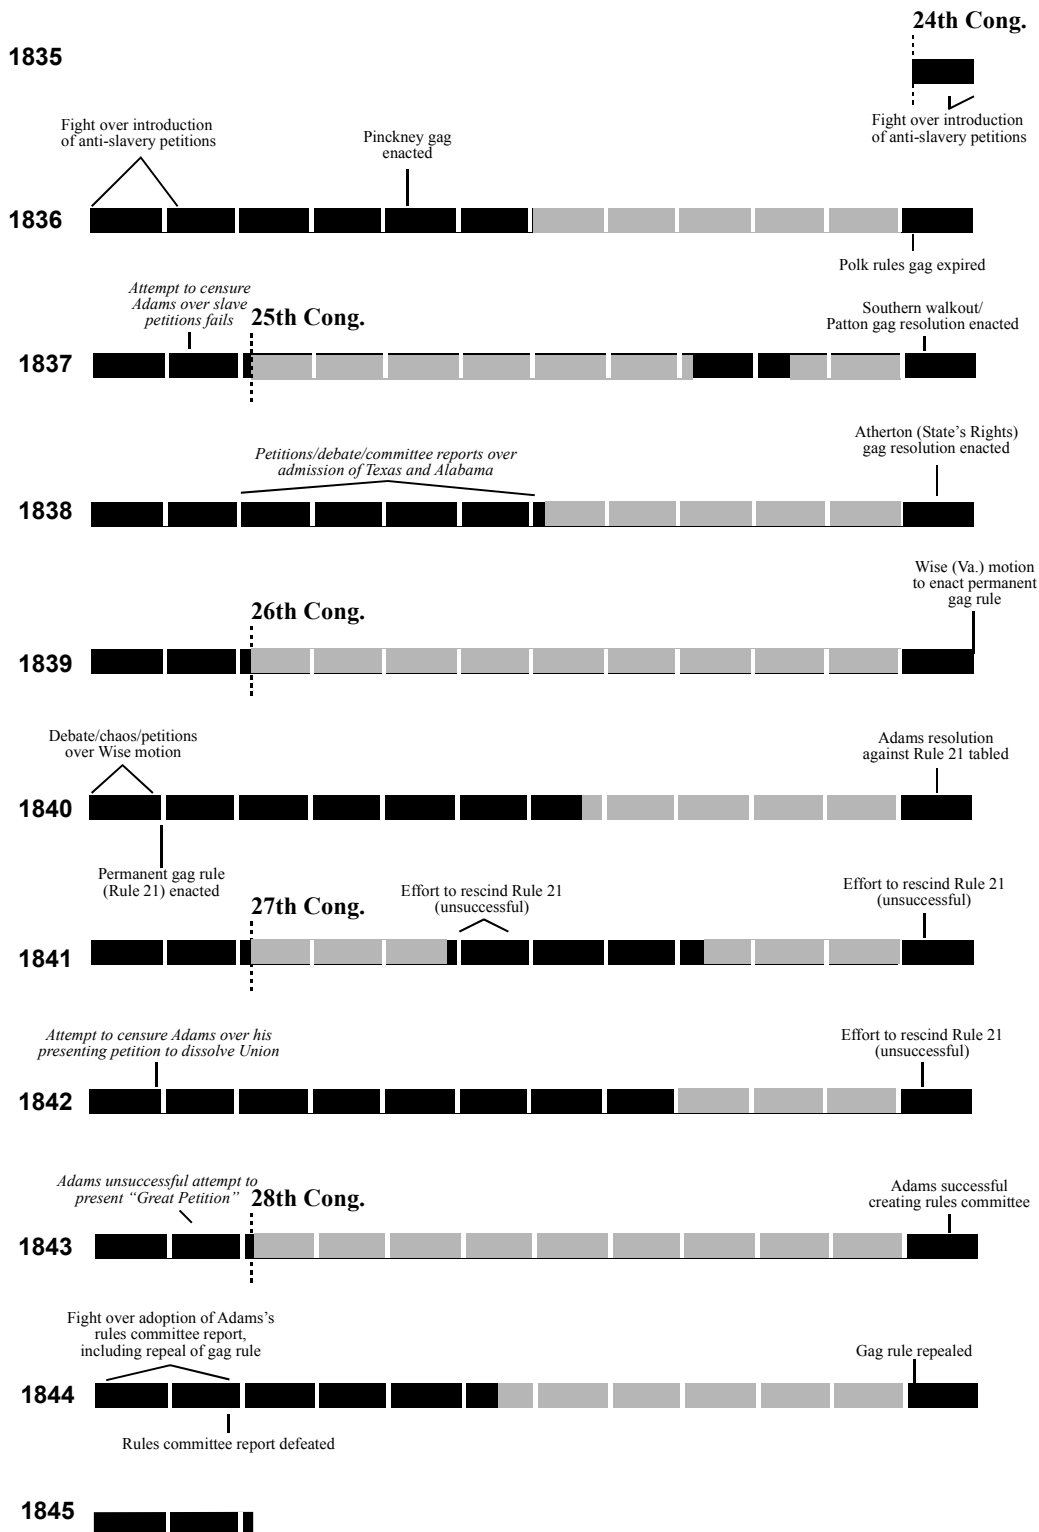 24th Cong.
1835
Fight over introduction
of anti-slavery petitions
Fight over introduction
of anti-slavery petitions
Pinckney gag
enacted
1836
Polk rules gag expired
Attempt to censure
Adams over slave
petitions fails
25th Cong.
Southern walkout/
Patton gag resolution enacted
1837
Petitions/debate/committee reports over
admission of Texas and Alabama
Atherton (State’s Rights)
gag resolution enacted
1838
Wise (Va.) motion
to enact permanent
gag rule
26th Cong.
1839
Debate/chaos/petitions
over Wise motion
Adams resolution
against Rule 21 tabled
1840
Permanent gag rule
(Rule 21) enacted
27th Cong.
Effort to rescind Rule 21
(unsuccessful)
Effort to rescind Rule 21
(unsuccessful)
1841
Attempt to censure Adams over his
presenting petition to dissolve Union
Effort to rescind Rule 21
(unsuccessful)
1842
Adams unsuccessful attempt to
present “Great Petition”
28th Cong.
Adams successful
creating rules committee
1843
Fight over adoption of Adams’s
rules committee report,
including repeal of gag rule
Gag rule repealed
1844
Rules committee report defeated
1845